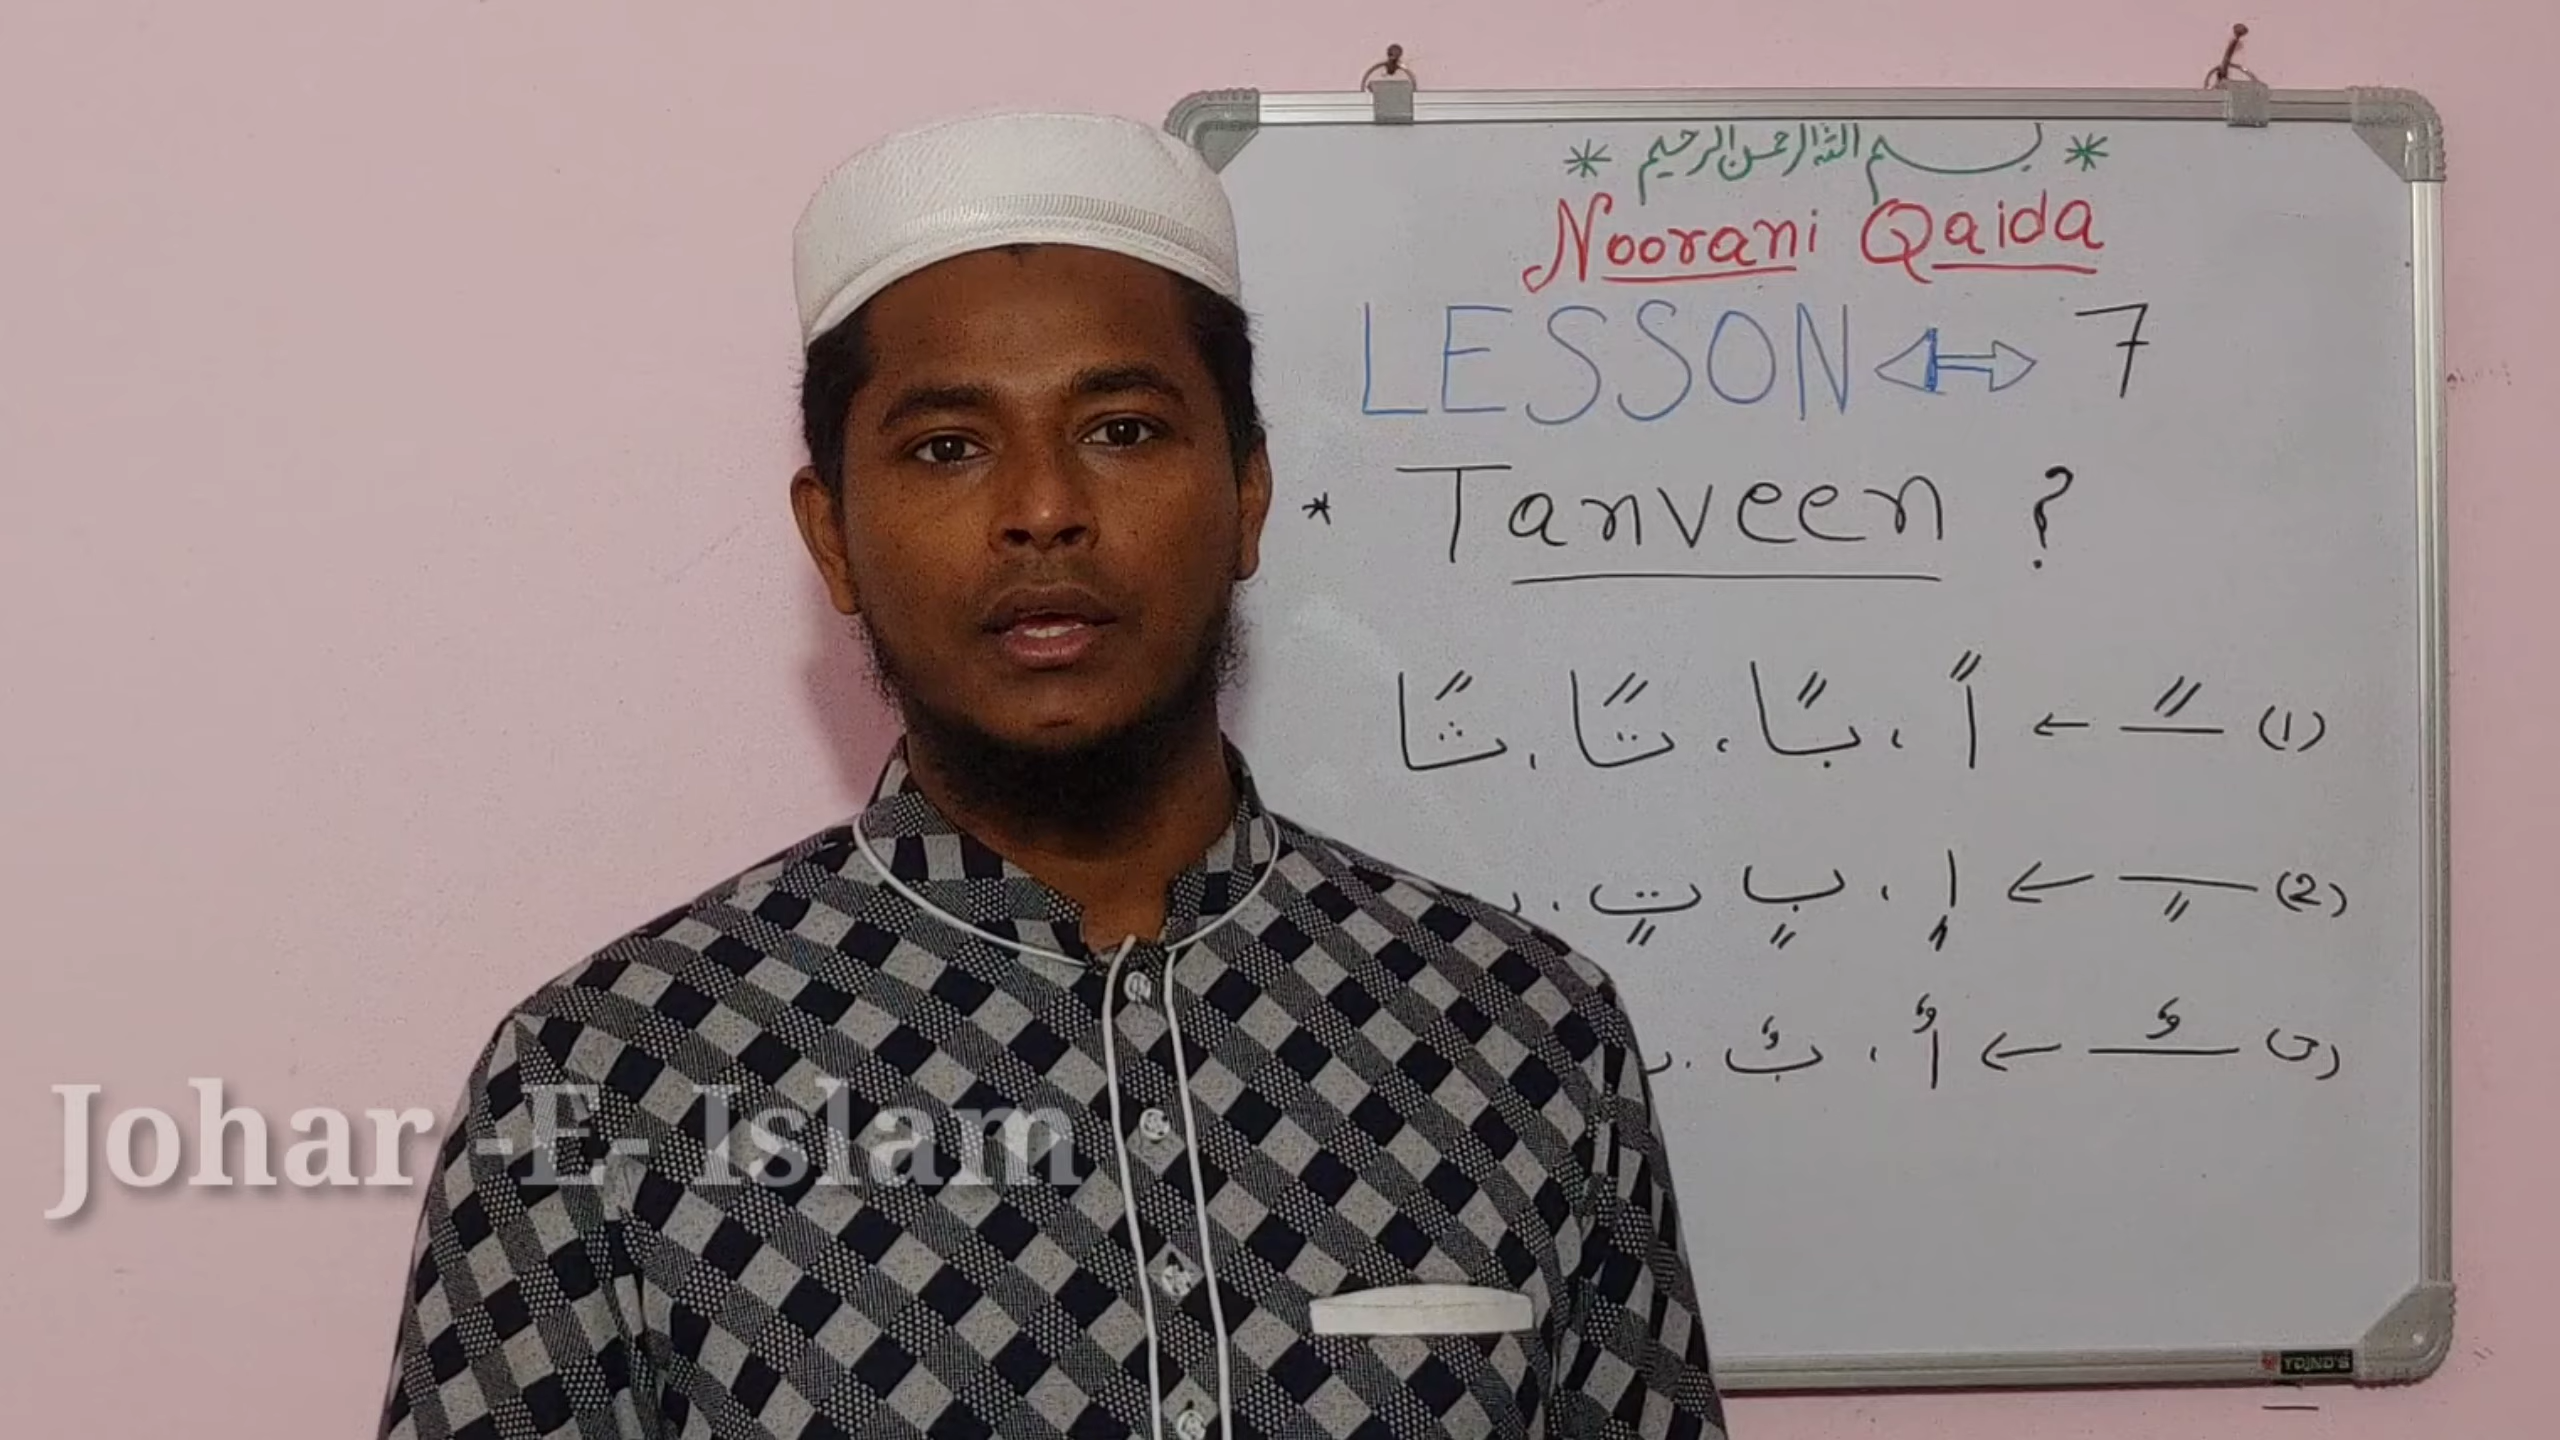 * بسم الله الرحمن الرحيم *
Noorani Qaida
LESSON ↔ 7
* Tanveen ?
(1) ــًـ ← اً ، بًا ، تًا ، ثًا
(2) ــٍـ ← اٍ ، بٍ تٍ ،
(3) ــٌـ ← اٌ ، بٌ ،
Johar -E- Islam